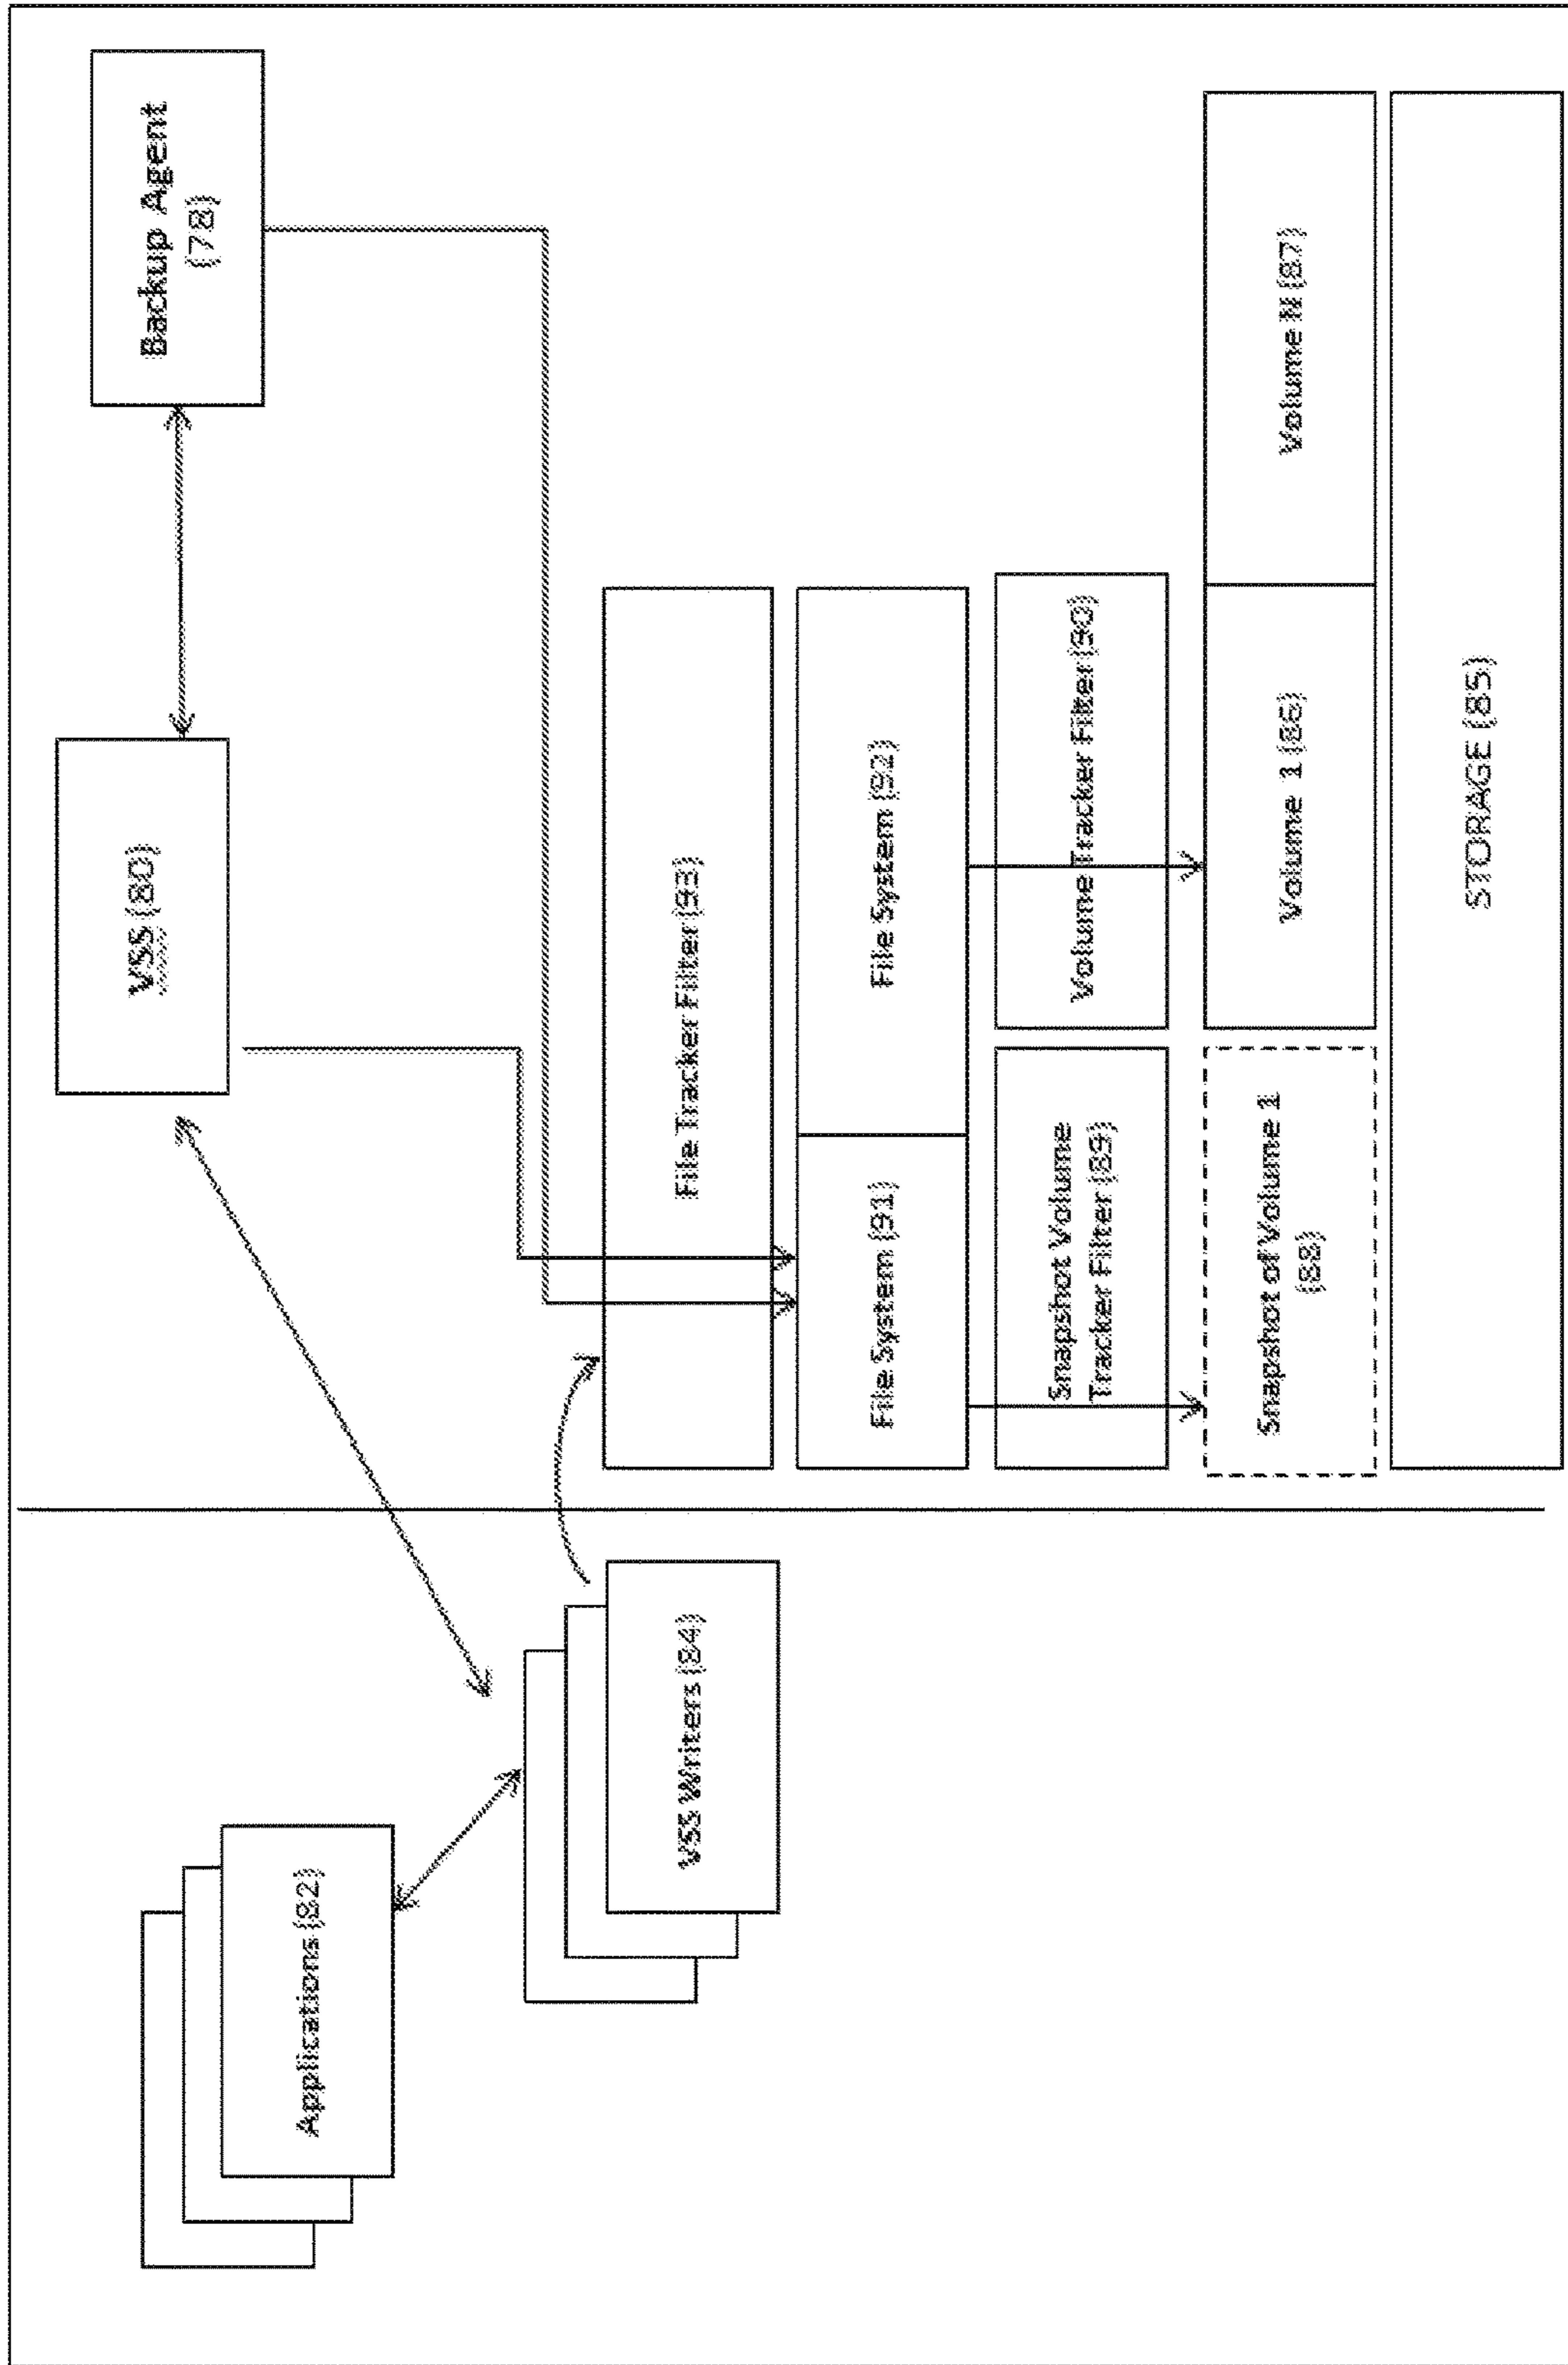 Backup Agent
(78)
VSS (80)
Applications (82)
VSS Writers (84)
File Tracker Filter (93)
File System (91)
File System (92)
Snapshot Volume
Tracker Filter (89)
Volume Tracker Filter (90)
Snapshot of Volume 1
(88)
Volume 1 (86)
Volume N (87)
STORAGE (85)